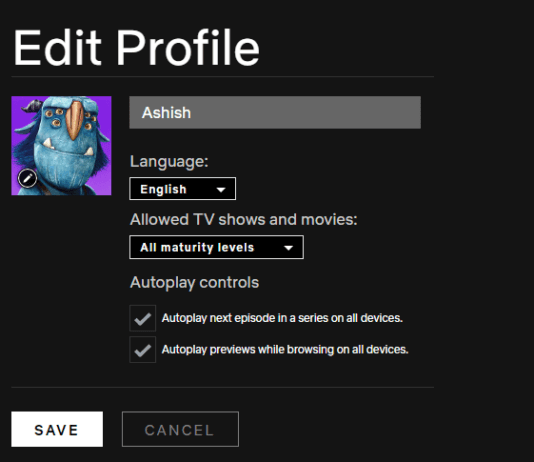 Edit Profile
Ashish
Language:
English
Allowed TV shows and movies:
All maturity levels
Autoplay controls
Autoplay next episode in a series on all devices.
Autoplay previews while browsing on all devices.
SAVE CANCEL